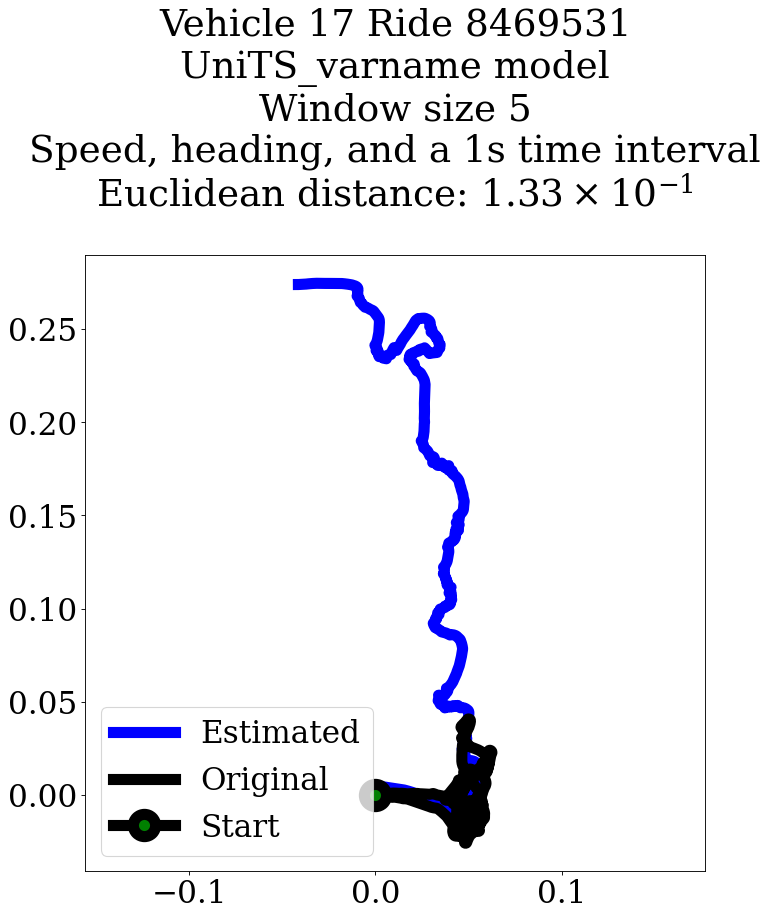 Vehicle 17 Ride 8469531
UniTS_varname model
Window size 5
Speed, heading, and a 1s time interval
Euclidean distance: 1.33 × 10⁻¹
0.25
0.20
0.15
0.10
0.05
0.00
Estimated
Original
Start
−0.1
0.0
0.1